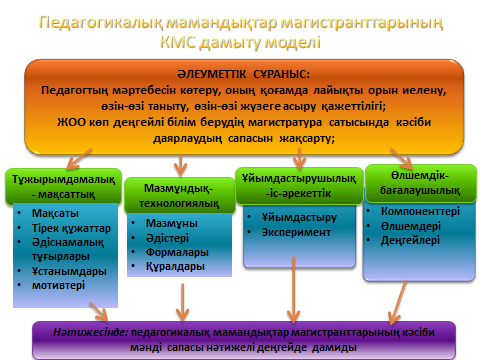 Педагогикалық мамандықтар магистранттарының
КМС дамыту моделі
ӘЛЕУМЕТТІК СҰРАНЫС:
Педагогтың мәртебесін көтеру, оның қоғамда лайықты орын иелену,
өзін-өзі таныту, өзін-өзі жүзеге асыру қажеттілігі;
ЖОО көп деңгейлі білім берудің магистратура сатысында кәсіби
даярлаудың сапасын жақсарту;
Тұжырымдамалық
- мақсаттық
• Мақсаты
• Тірек құжаттар
• Әдіснамалық
тұғырлары
• Ұстанымдары
• мотивтері
Мазмұндық-
технологиялық
• Мазмұны
• Әдістері
• Формалары
• Құралдары
Ұйымдастырушылық
-іс-әрекеттік
• Ұйымдастыру
• Эксперимент
Өлшемдік-
бағалаушылық
• Компоненттері
• Өлшемдері
• Деңгейлері
Нәтижесінде: педагогикалық мамандықтар магистранттарының кәсіби
мәнді сапасы нәтижелі деңгейде дамиды